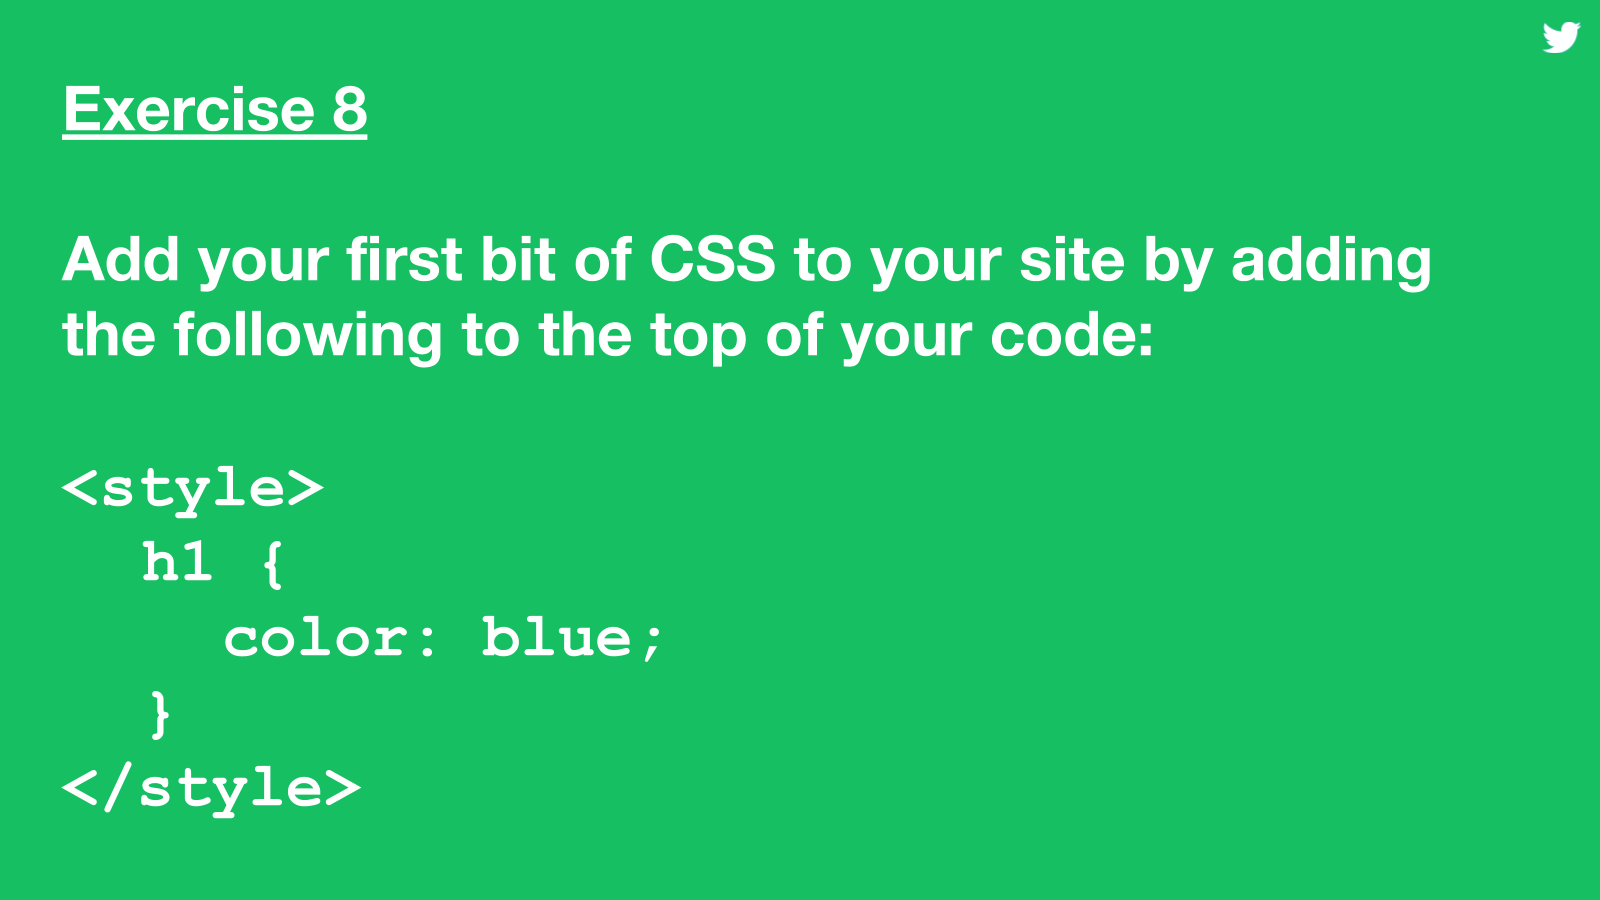 Exercise 8
Add your first bit of CSS to your site by adding
the following to the top of your code:
<style>
h1 {
color: blue;
}
</style>